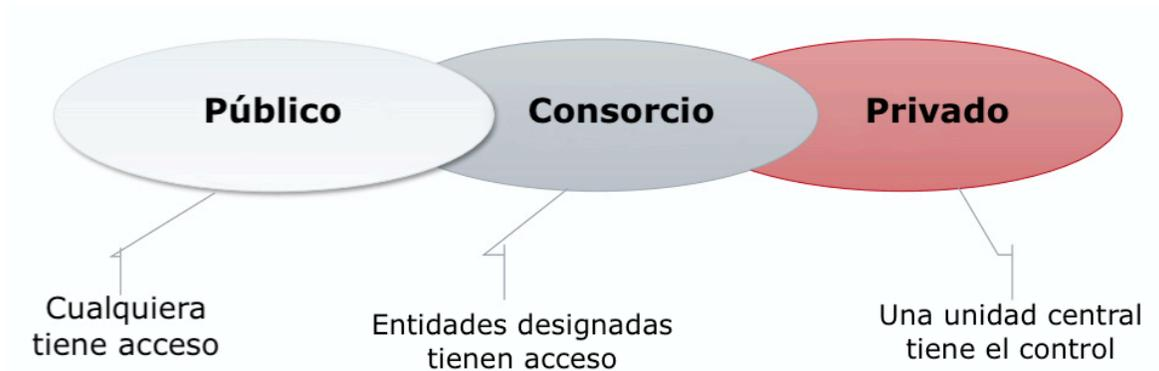 Público
Consorcio
Privado
Cualquiera
tiene acceso
Entidades designadas
tienen acceso
Una unidad central
tiene el control